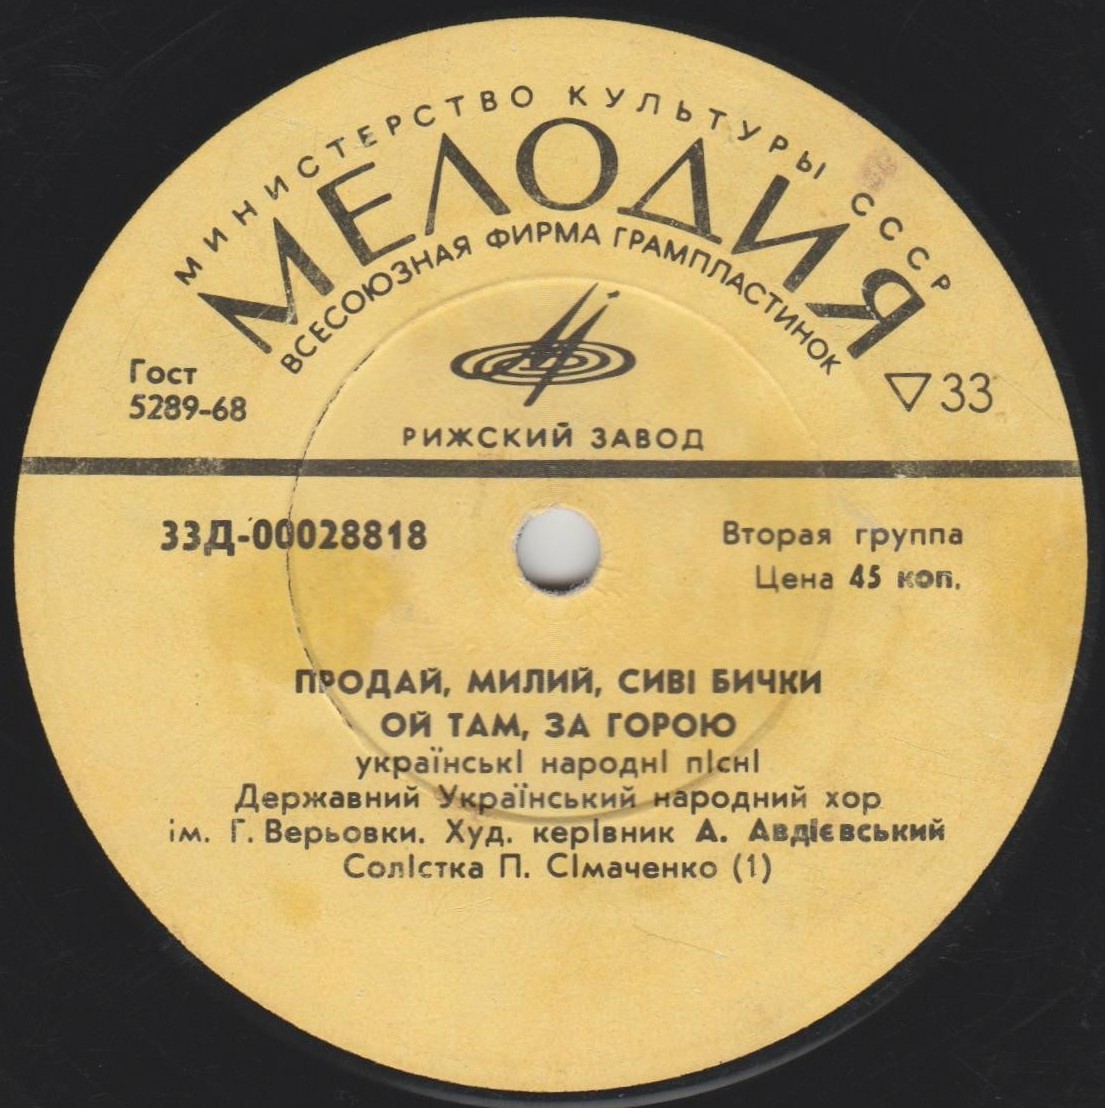 МИНИСТЕРСТВО КУЛЬТУРЫ СССР
МЕЛОДИЯ
ВСЕСОЮЗНАЯ ФИРМА ГРАМПЛАСТИНОК
Гост
5289-68
▽33
РИЖСКИЙ ЗАВОД
33Д-00028818
Вторая группа
Цена 45 коп.
ПРОДАЙ, МИЛИЙ, СИВІ БИЧКИ
ОЙ ТАМ, ЗА ГОРОЮ
українські народні пісні
Державний Український народний хор
ім. Г. Верьовки. Худ. керівник А. Авдієвський
Солістка П. Сімаченко (1)